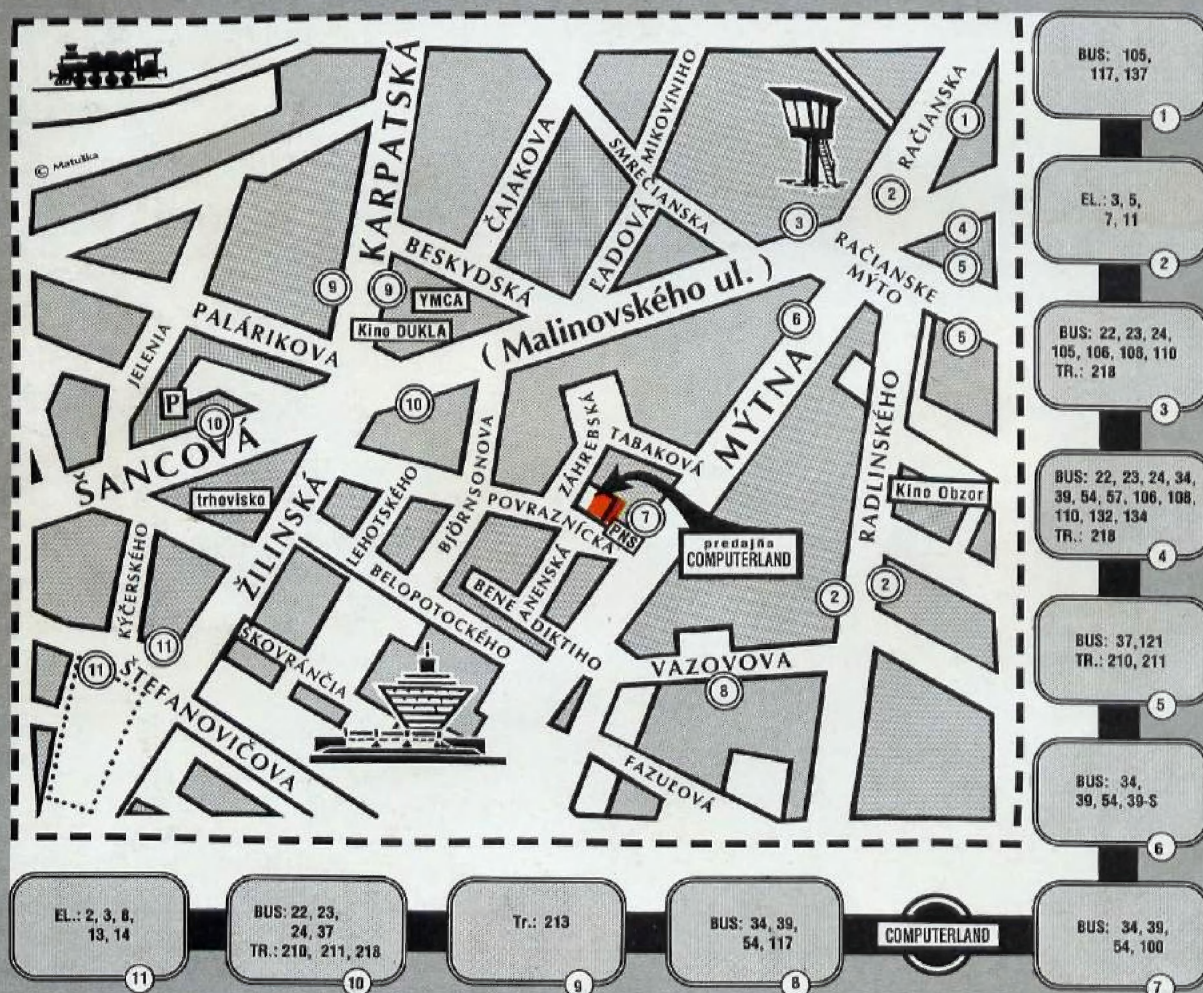 © Matuška
KARPATSKÁ
ČAJAKOVA
MIKOVINIHO
SMREČIANSKA
ĽADOVÁ
RAČIANSKA
1
2
3
4
5
5
RAČIANSKE
MÝTO
BESKYDSKÁ
9
9
YMCA
Kino DUKLA
( Malinovského ul. )
PALÁRIKOVA
JELENIA
P
10
10
6
ŠANCOVÁ
trhovisko
ŽILINSKÁ
LEHOTSKÉHO
BJÖRNSONOVA
ZÁHREBSKÁ
TABAKOVÁ
MÝTNA
RADLINSKÉHO
Kino Obzor
POVRAZNÍCKA
7
PNS
predajňa
COMPUTERLAND
BELOPOTOCKÉHO
BENE
DIKTIHO
ANENSKÁ
2
2
KÝČERSKÉHO
11
11
ŠKOVRÁNČIA
ŠTEFANOVIČOVA
VAZOVOVA
8
FAZUĽOVÁ
BUS: 105,
117, 137
1
EL.: 3, 5,
7, 11
2
BUS: 22, 23, 24,
105, 106, 108, 110
TR.: 218
3
BUS: 22, 23, 24, 34,
39, 54, 57, 106, 108,
110, 132, 134
TR.: 218
4
BUS: 37,121
TR.: 210, 211
5
BUS: 34,
39, 54, 39-S
6
EL.: 2, 3, 8,
13, 14
11
BUS: 22, 23,
24, 37
TR.: 210, 211, 218
10
Tr.: 213
9
BUS: 34, 39,
54, 117
8
COMPUTERLAND
BUS: 34, 39,
54, 100
7